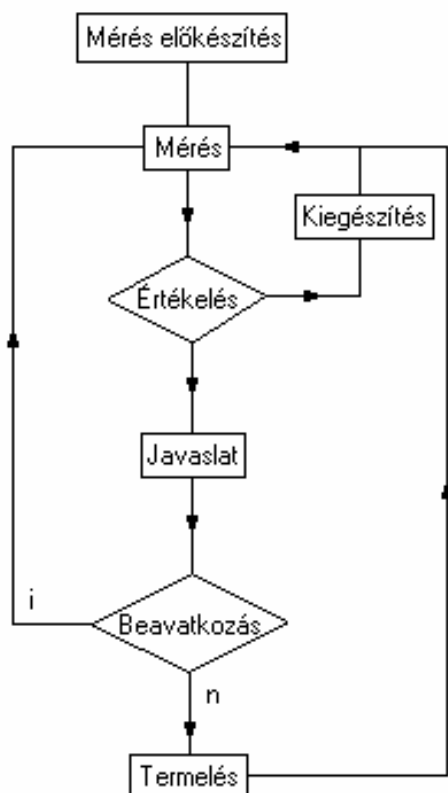 Mérés előkészítés
Mérés
Kiegészítés
Értékelés
Javaslat
i
Beavatkozás
n
Termelés